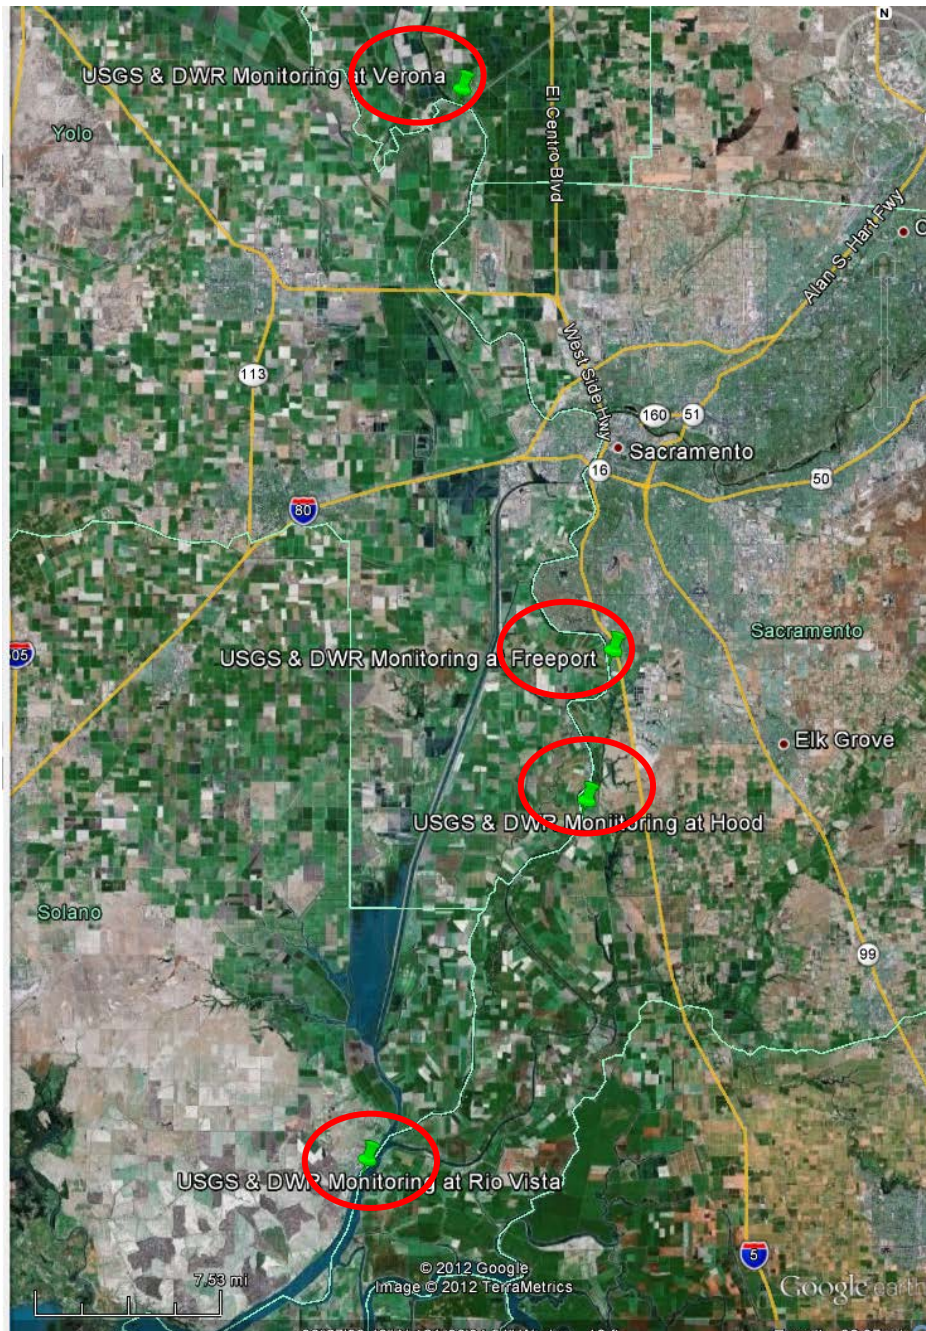 N
USGS & DWR Monitoring at Verona
Yolo
El Centro Blvd
Alan S. Hart Fwy
113
West Side Hwy
160
51
Sacramento
16
50
80
Sacramento
05
USGS & DWR Monitoring at Freeport
Elk Grove
USGS & DWR Moniitoring at Hood
Solano
99
USGS & DWR Monitoring at Rio Vista
5
7.53 mi
© 2012 Google
Image © 2012 TerraMetrics
Google earth